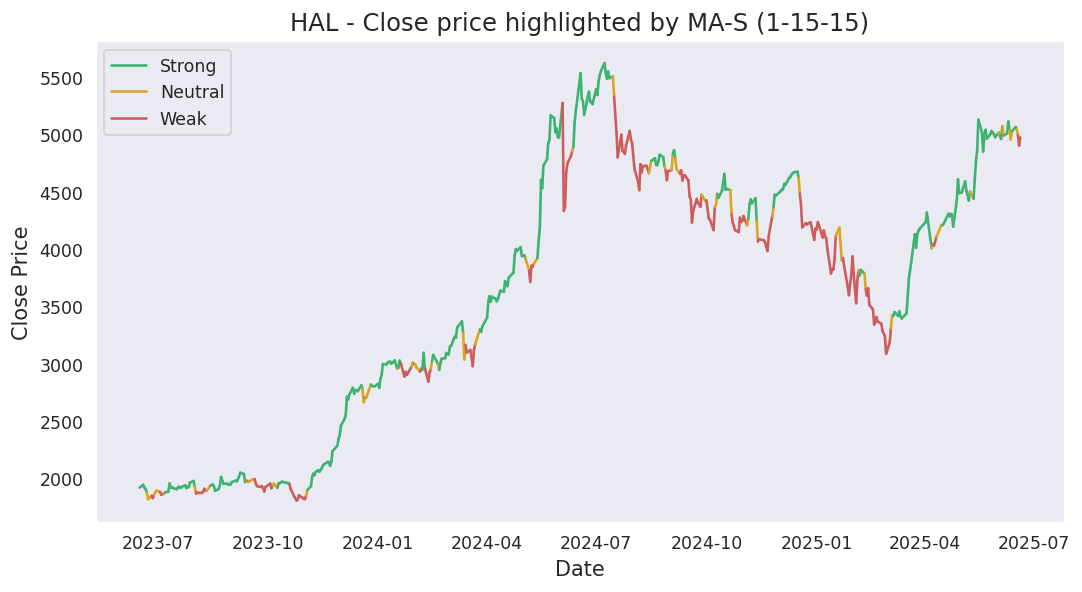 HAL - Close price highlighted by MA-S (1-15-15)
Strong
Neutral
Weak
Close Price
5500
5000
4500
4000
3500
3000
2500
2000
2023-07 2023-10 2024-01 2024-04 2024-07 2024-10 2025-01 2025-04 2025-07
Date